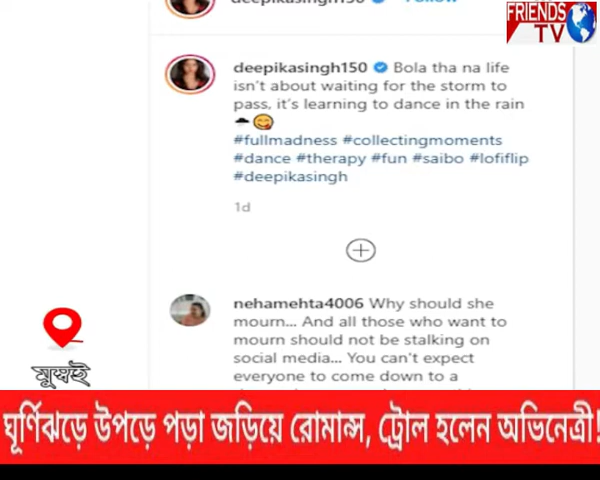 FRIENDS
TV
deepikasingh150 Bola tha na life
isn't about waiting for the storm to
pass, it's learning to dance in the rain
#fullmadness #collectingmoments
#dance #therapy #fun #saibo #lofiflip
#deepikasingh
1d
nehamehta4006 Why should she
mourn... And all those who want to
mourn should not be stalking on
social media... You can't expect
everyone to come down to a
মুম্বই
ঘূর্ণিঝড়ে উপড়ে পড়া জড়িয়ে রোমান্স, ট্রোল হলেন অভিনেত্রী!